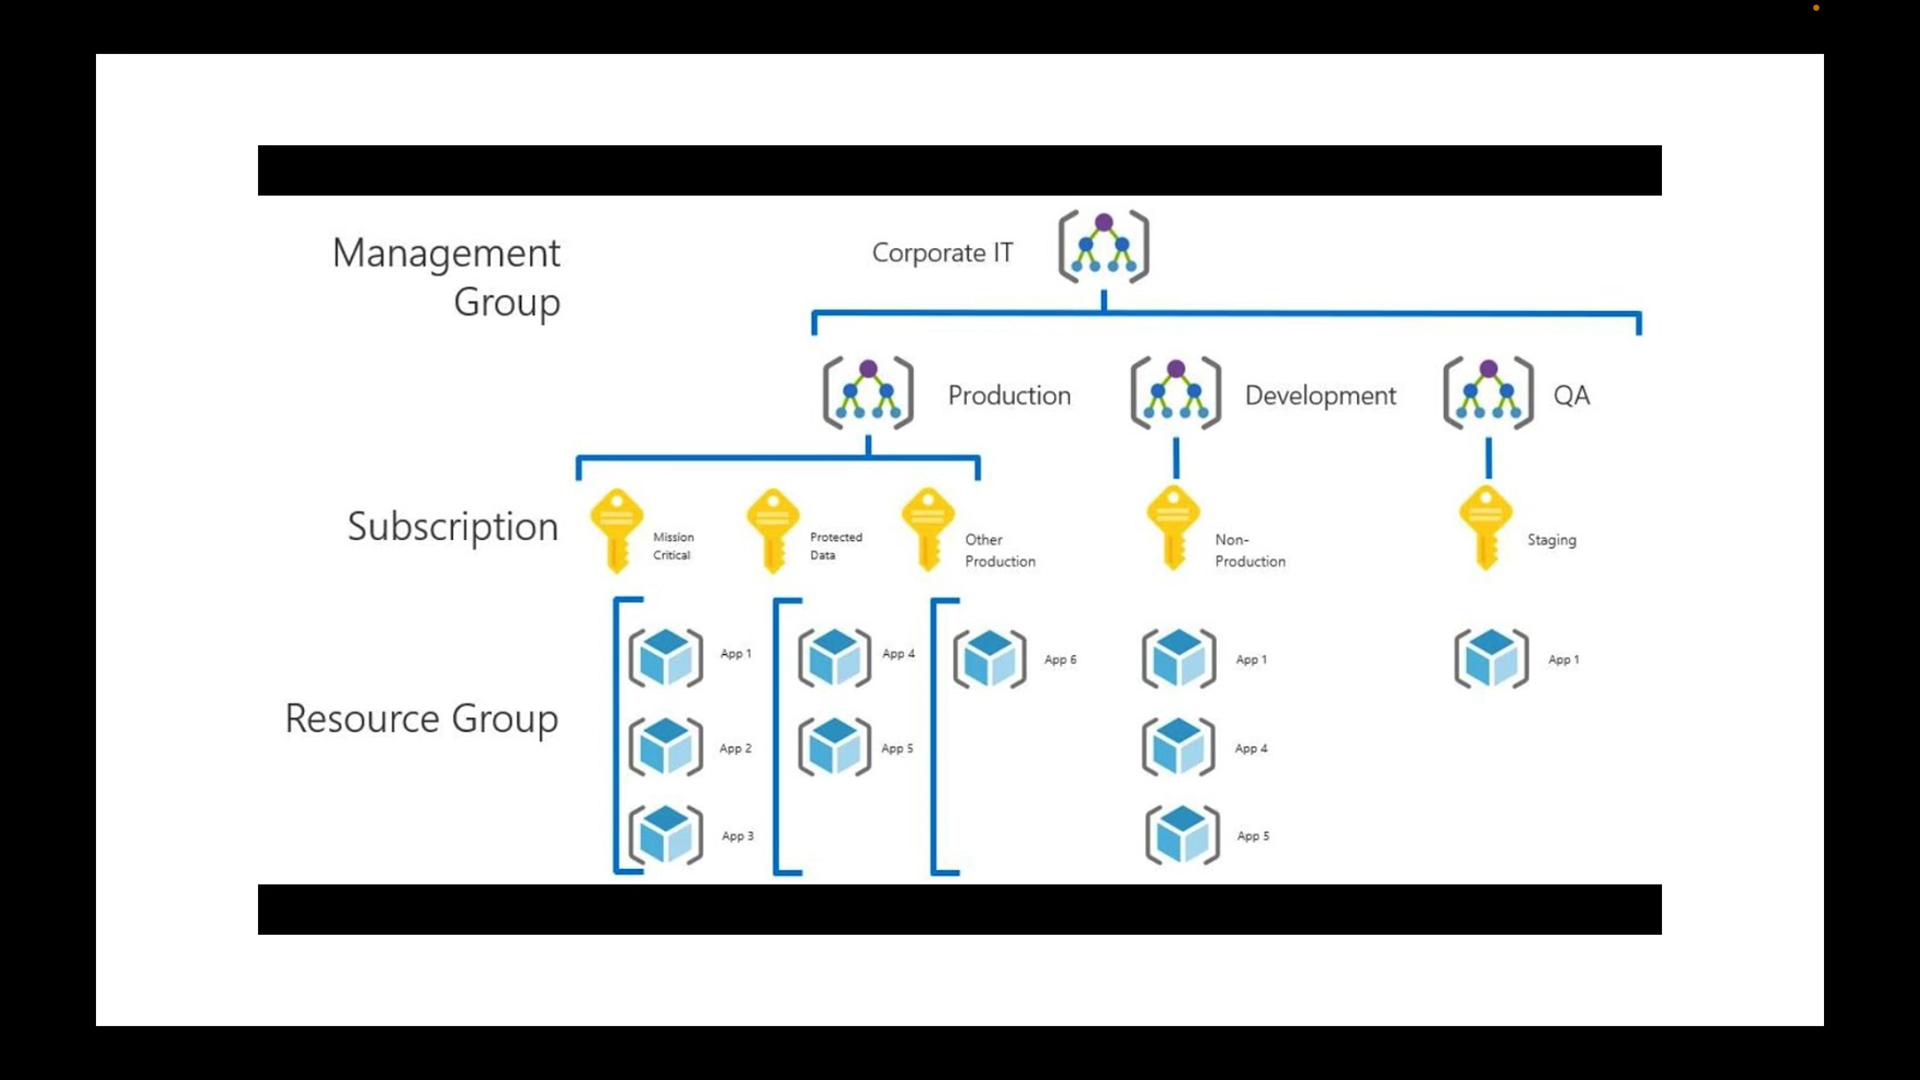 Management
Group
Corporate IT
Production
Development
QA
Subscription
Mission
Critical
Protected
Data
Other
Production
Non-
Production
Staging
Resource Group
App 1
App 4
App 6
App 1
App 1
App 2
App 5
App 4
App 3
App 5